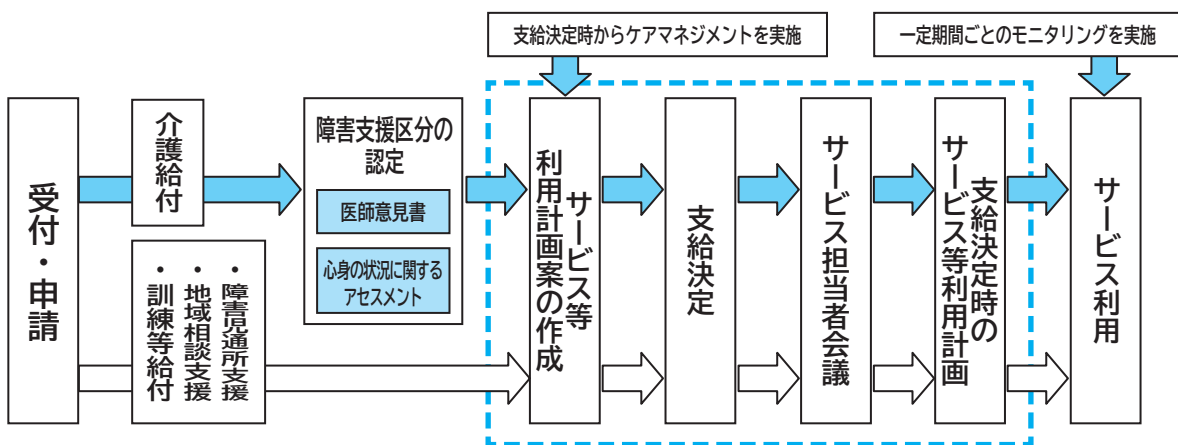 支給決定時からケアマネジメントを実施
一定期間ごとのモニタリングを実施
受付・申請
介護給付
・障害児通所支援
・地域相談支援
・訓練等給付
障害支援区分の
認定
医師意見書
心身の状況に関する
アセスメント
サービス等
利用計画案の作成
支給決定
サービス担当者会議
支給決定時の
サービス等利用計画
サービス利用